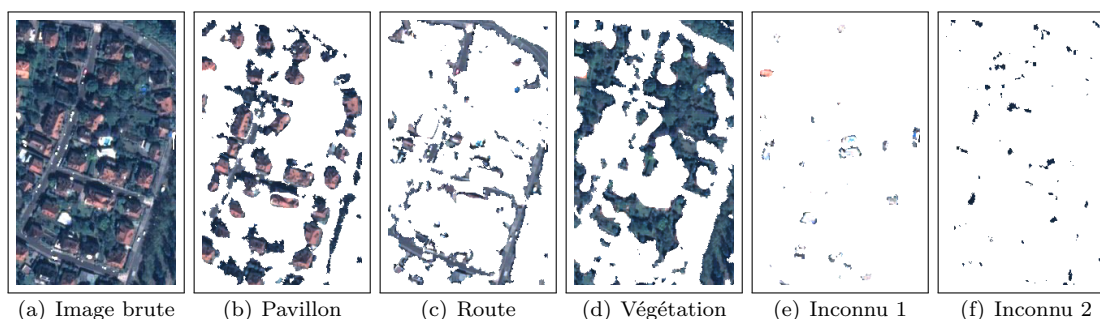 (a) Image brute
(b) Pavillon
(c) Route
(d) Végétation
(e) Inconnu 1
(f) Inconnu 2